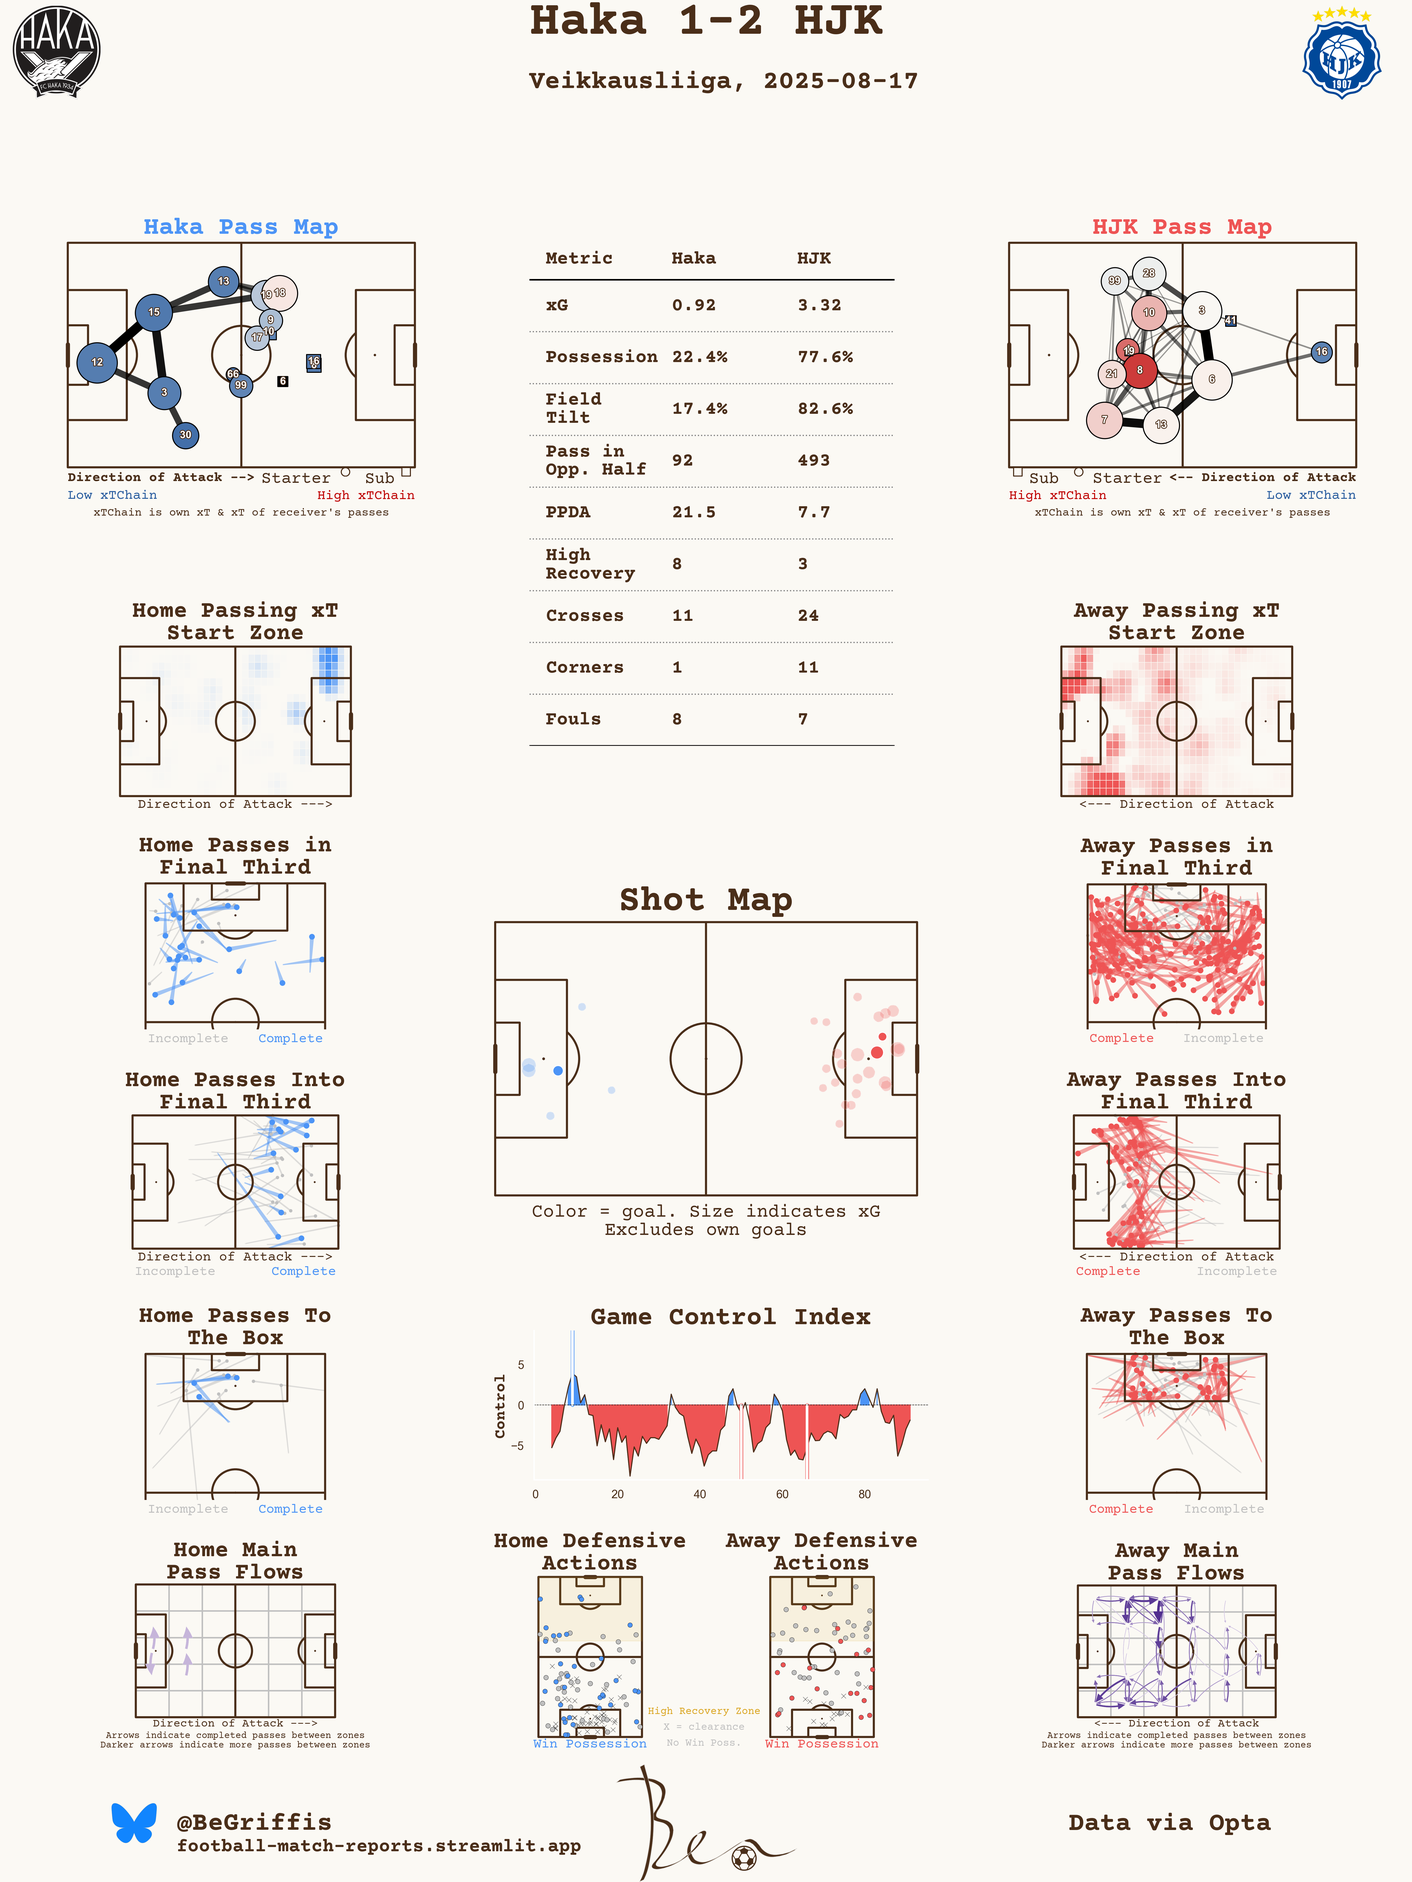 Haka 1-2 HJK
Veikkausliiga, 2025-08-17
HAKA
FC HAKA 1934
HJK
1907
Haka Pass Map
13
19
18
15
9
10
17
12
16
66
99
6
3
30
Direction of Attack --> Starter Sub
Low xTChain High xTChain
xTChain is own xT & xT of receiver's passes
Metric Haka HJK
xG 0.92 3.32
Possession 22.4% 77.6%
Field
Tilt 17.4% 82.6%
Pass in
Opp. Half 92 493
PPDA 21.5 7.7
High
Recovery 8 3
Crosses 11 24
Corners 1 11
Fouls 8 7
HJK Pass Map
99
28
10
3
41
19
16
21
8
6
7
13
Sub Starter <-- Direction of Attack
High xTChain Low xTChain
xTChain is own xT & xT of receiver's passes
Home Passing xT
Start Zone
Direction of Attack --->
Away Passing xT
Start Zone
<--- Direction of Attack
Home Passes in
Final Third
Incomplete Complete
Away Passes in
Final Third
Complete Incomplete
Shot Map
Color = goal. Size indicates xG
Excludes own goals
Home Passes Into
Final Third
Direction of Attack --->
Incomplete Complete
Away Passes Into
Final Third
<--- Direction of Attack
Complete Incomplete
Home Passes To
The Box
Incomplete Complete
Game Control Index
Control
5
0
−5
0 20 40 60 80
Away Passes To
The Box
Complete Incomplete
Home Main
Pass Flows
Direction of Attack --->
Arrows indicate completed passes between zones
Darker arrows indicate more passes between zones
Home Defensive
Actions
Win Possession
High Recovery Zone
X = clearance
No Win Poss.
Away Defensive
Actions
Win Possession
Away Main
Pass Flows
<--- Direction of Attack
Arrows indicate completed passes between zones
Darker arrows indicate more passes between zones
@BeGriffis
football-match-reports.streamlit.app
Ben
Data via Opta